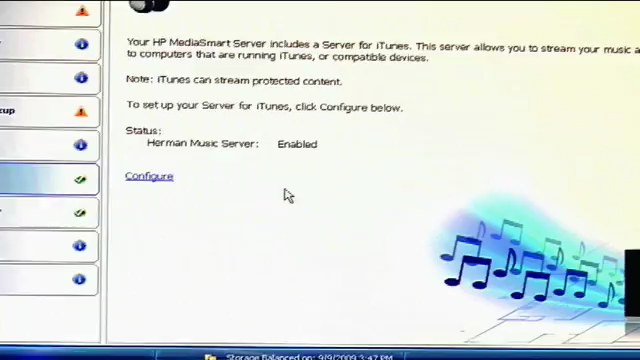 Your HP MediaSmart Server includes a Server for iTunes. This server allows you to stream your music a
to computers that are running iTunes, or compatible devices.
Note: iTunes can stream protected content.
To set up your Server for iTunes, click Configure below.
kup
Status:
Herman Music Server: Enabled
Configure
Storage Balanced on: 9/9/2009 3:47 PM